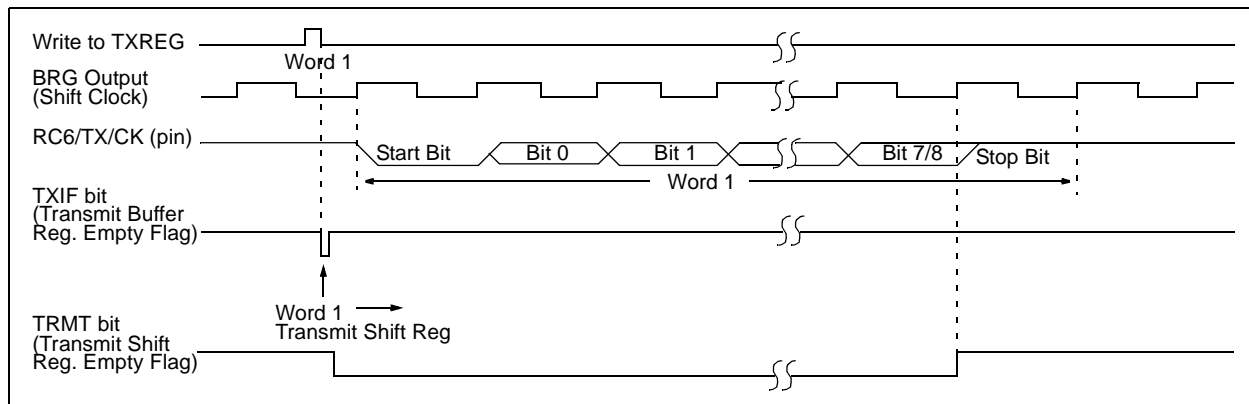 Write to TXREG
Word 1
BRG Output
(Shift Clock)
RC6/TX/CK (pin)
Start Bit
Bit 0
Bit 1
Bit 7/8
Stop Bit
Word 1
TXIF bit
(Transmit Buffer
Reg. Empty Flag)
Word 1
Transmit Shift Reg
TRMT bit
(Transmit Shift
Reg. Empty Flag)